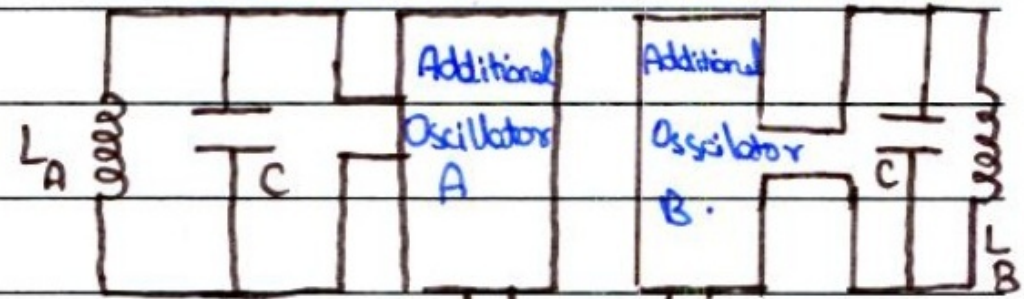 Additional
Oscillator
A
Additional
Osscilator
B.
L
A
C
C
L
B